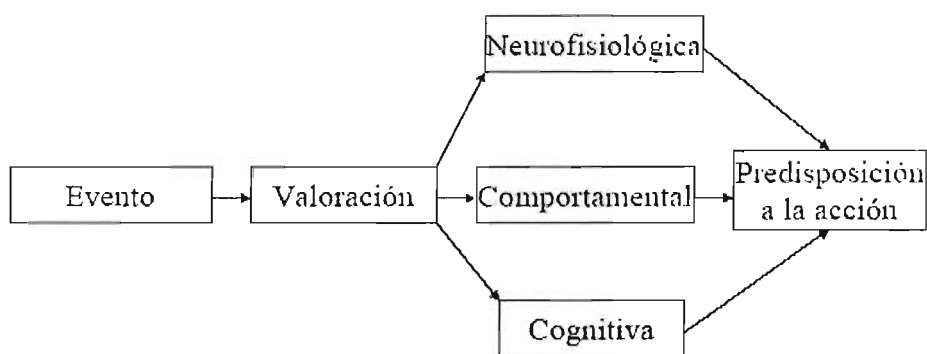 Neurofisiológica
Evento
Valoración
Comportamental
Predisposición
a la acción
Cognitiva